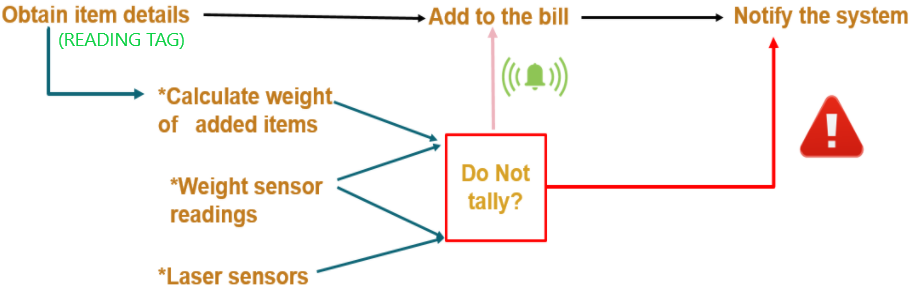 Obtain item details
Add to the bill
Notify the system
(READING TAG)
*Calculate weight
of added items
Do Not
tally?
*Weight sensor
readings
*Laser sensors